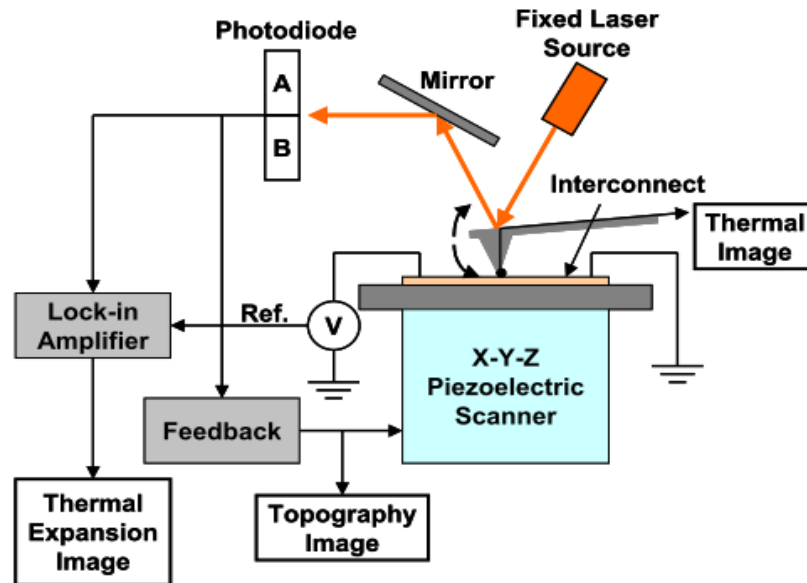 Photodiode
A
B
Mirror
Fixed Laser
Source
Interconnect
Thermal
Image
Lock-in
Amplifier
Ref.
V
X-Y-Z
Piezoelectric
Scanner
Feedback
Thermal
Expansion
Image
Topography
Image